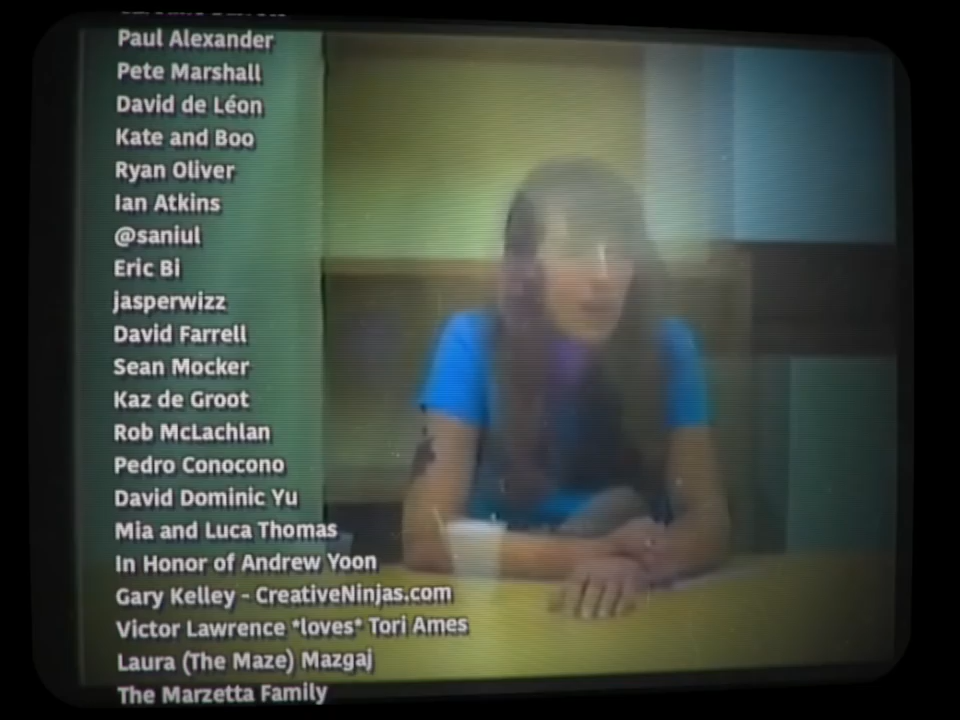 Paul Alexander
Pete Marshall
David de Léon
Kate and Boo
Ryan Oliver
Ian Atkins
@saniul
Eric Bi
jasperwizz
David Farrell
Sean Mocker
Kaz de Groot
Rob McLachlan
Pedro Conocono
David Dominic Yu
Mia and Luca Thomas
In Honor of Andrew Yoon
Gary Kelley - CreativeNinjas.com
Victor Lawrence *loves* Tori Ames
Laura (The Maze) Mazgaj
The Marzetta Family